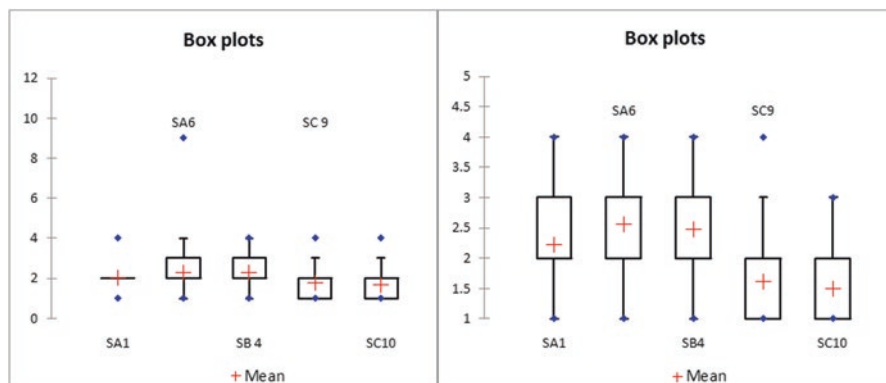 Box plots
12
10
8
6
4
2
0
SA6
SC 9
SA1
SB 4
SC10
+ Mean
Box plots
5
4.5
4
3.5
3
2.5
2
1.5
1
SA6
SC9
SA1
SB4
SC10
+ Mean